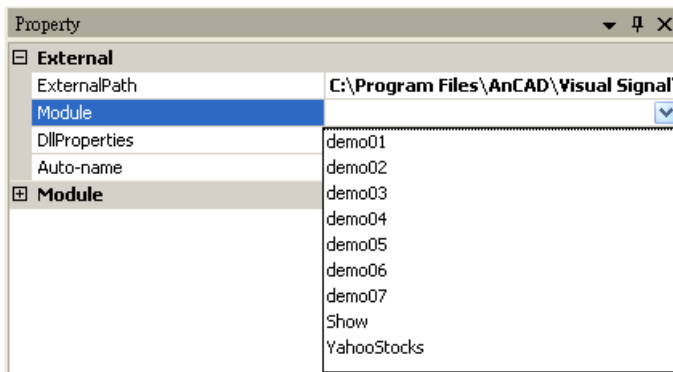 Property
External
ExternalPath C:\Program Files\AnCAD\Visual Signal\
Module
DllProperties
Auto-name
Module
demo01
demo02
demo03
demo04
demo05
demo06
demo07
Show
YahooStocks